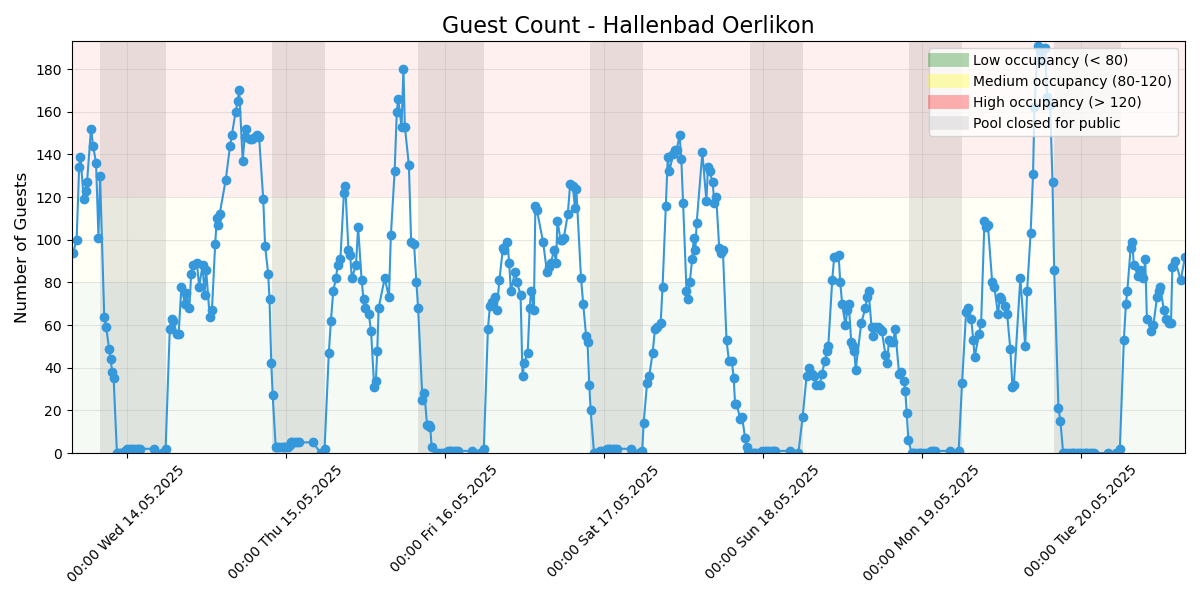 Guest Count - Hallenbad Oerlikon
Number of Guests
180
160
140
120
100
80
60
40
20
0
Low occupancy (< 80)
Medium occupancy (80-120)
High occupancy (> 120)
Pool closed for public
00:00 Wed 14.05.2025
00:00 Thu 15.05.2025
00:00 Fri 16.05.2025
00:00 Sat 17.05.2025
00:00 Sun 18.05.2025
00:00 Mon 19.05.2025
00:00 Tue 20.05.2025